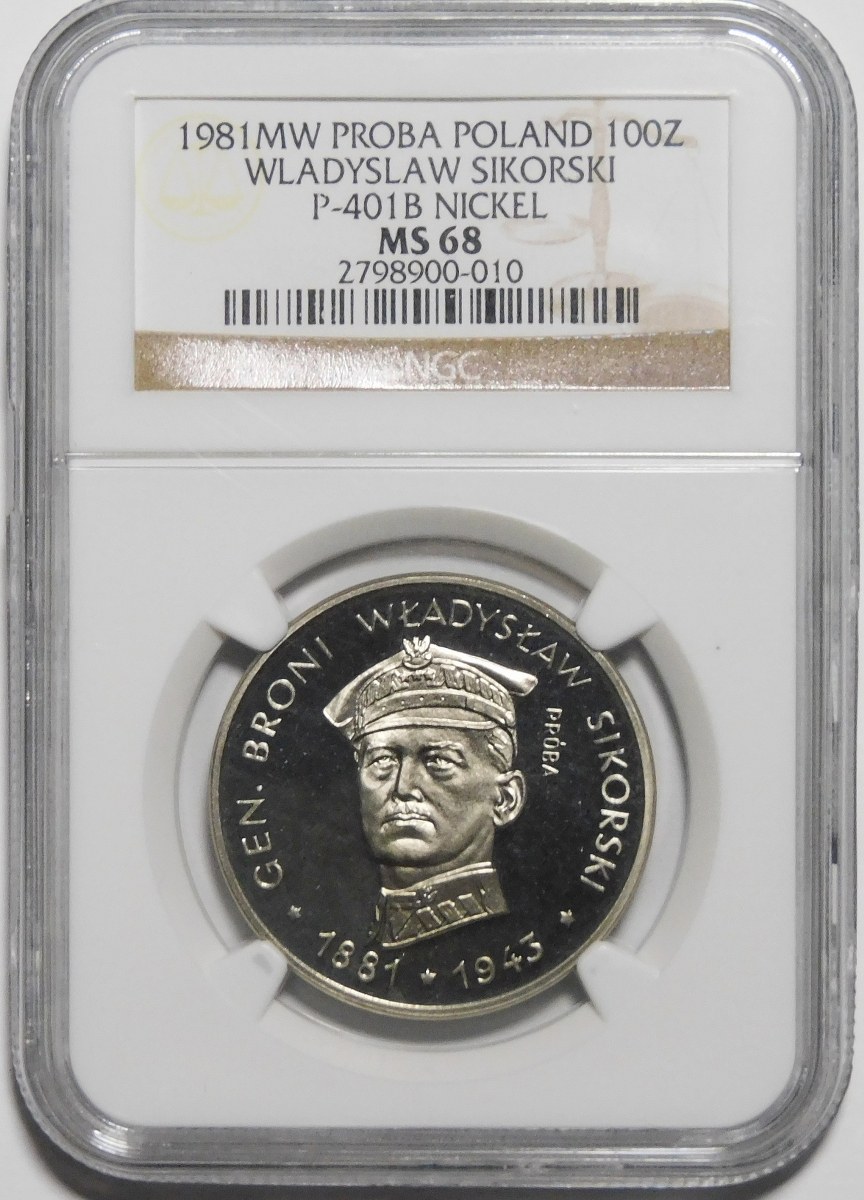 1981MW PROBA POLAND 100Z
WLADYSLAW SIKORSKI
P-401B NICKEL
MS 68
2798900-010
NGC
GEN. BRONI WŁADYSŁAW SIKORSKI
PRÓBA
* 1881 * 1943 *